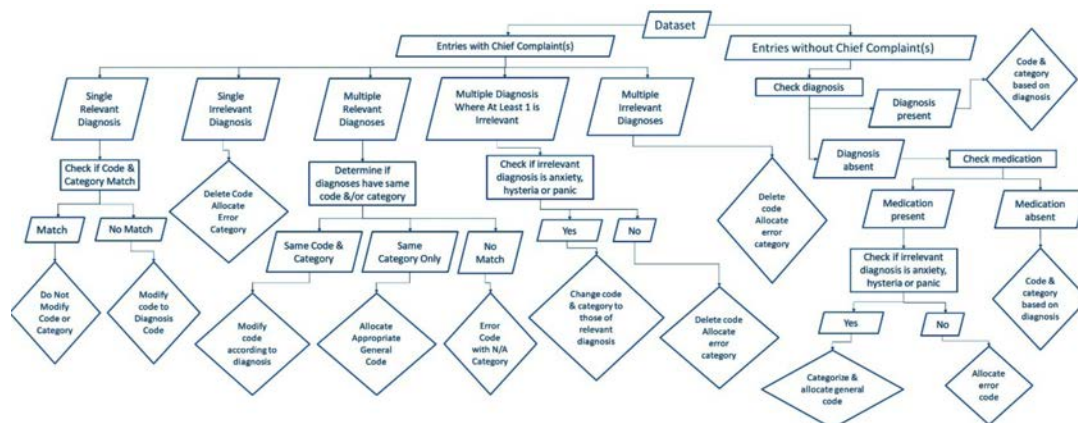 Dataset
Entries with Chief Complaint(s)
Entries without Chief Complaint(s)
Single
Relevant
Diagnosis
Single
Irrelevant
Diagnosis
Multiple
Relevant
Diagnoses
Multiple Diagnosis
Where At Least 1 is
Irrelevant
Multiple
Irrelevant
Diagnoses
Check diagnosis
Diagnosis
present
Code &
category
based on
diagnosis
Check if Code &
Category Match
Delete Code
Allocate
Error
Category
Determine if
diagnoses have same
code &/or category
Check if irrelevant
diagnosis is anxiety,
hysteria or panic
Delete
code
Allocate
error
category
Diagnosis
absent
Check medication
Match
No Match
Same Code &
Category
Same
Category Only
No
Match
Yes
No
Medication
present
Medication
absent
Do Not
Modify
Code or
Category
Modify
code to
Diagnosis
Code
Modify
code
according to
diagnosis
Allocate
Appropriate
General
Code
Error
Code
with N/A
Category
Change code
& category to
those of
relevant
diagnosis
Delete code
Allocate
error
category
Check if irrelevant
diagnosis is anxiety,
hysteria or panic
Code &
category
based on
diagnosis
Yes
No
Categorize &
allocate general
code
Allocate
error
code